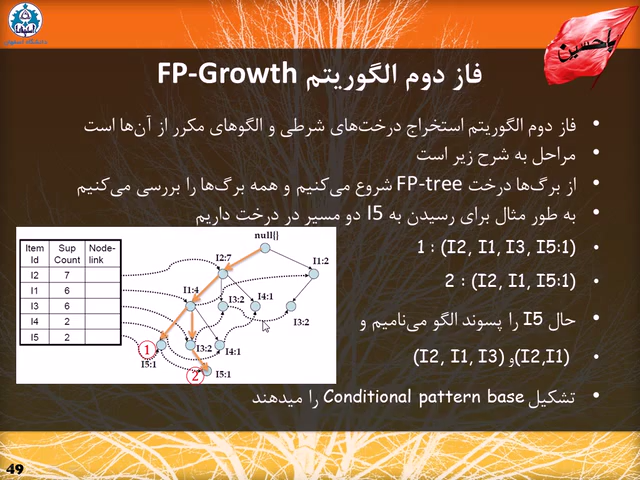 دانشگاه اصفهان
یاحسین
فاز دوم الگوریتم FP-Growth
• فاز دوم الگوریتم استخراج درخت‌های شرطی و الگوهای مکرر از آن‌ها است
• مراحل به شرح زیر است
• از برگ‌ها درخت FP-tree شروع می‌کنیم و همه برگ‌ها را بررسی می‌کنیم
• به طور مثال برای رسیدن به I5 دو مسیر در درخت داریم
• 1 : (I2, I1, I3, I5:1)
• 2 : (I2, I1, I5:1)
• حال I5 را پسوند الگو می‌نامیم و
• (I2, I1, I3) و(I2,I1)
• تشکیل Conditional pattern base را میدهند
Item Id Sup Count Node-link
I2 7
I1 6
I3 6
I4 2
I5 2
null{}
I2:7
I1:2
I1:4
I3:2
I4:1
I3:2
I3:2
I4:1
1
I5:1
2
I5:1
49